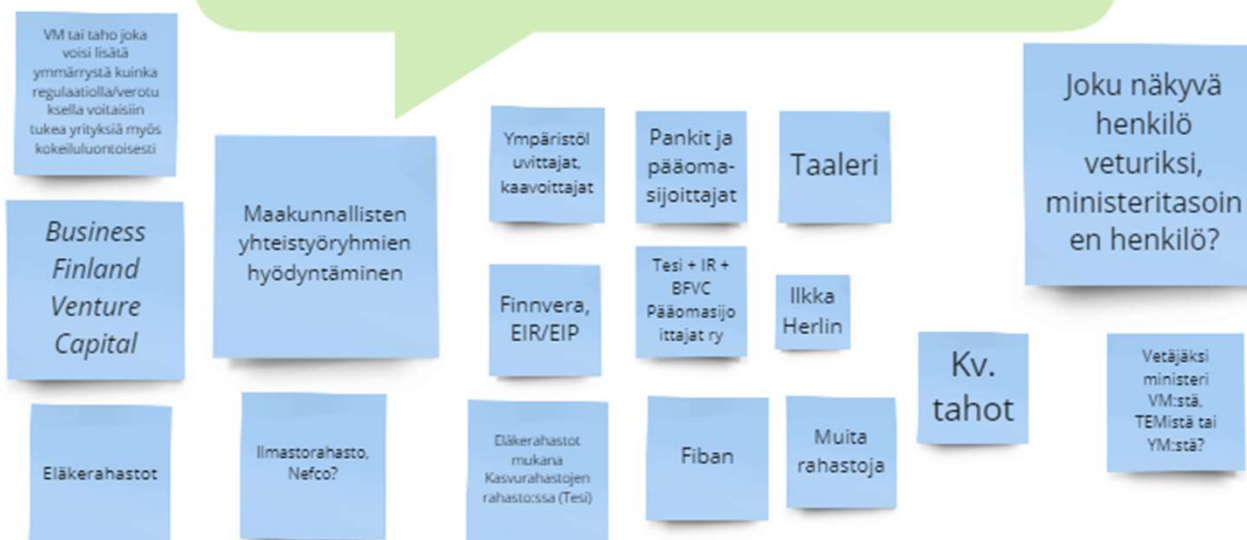 VM tai taho joka
voisi lisätä
ymmärrystä kuinka
regulaatiolla/verotu
ksella voitaisiin
tukea yrityksiä myös
kokeiluluontoisesti
Business
Finland
Venture
Capital
Eläkerahastot
Maakunnallisten
yhteistyöryhmien
hyödyntäminen
Ilmastorahasto,
Nefco?
Ympäristöl
uvittajat,
kaavoittajat
Finnvera,
EIR/EIP
Eläkerahastot
mukana
Kasvurahastojen
rahasto:ssa (Tesi)
Pankit ja
pääoma-
sijoittajat
Tesi + IR +
BFVC
Pääomasijo
ittajat ry
Fiban
Taaleri
Ilkka
Herlin
Muita
rahastoja
Kv.
tahot
Joku näkyvä
henkilö
veturiksi,
ministeritasoin
en henkilö?
Vetäjäksi
ministeri
VM:stä,
TEMistä tai
YM:stä?